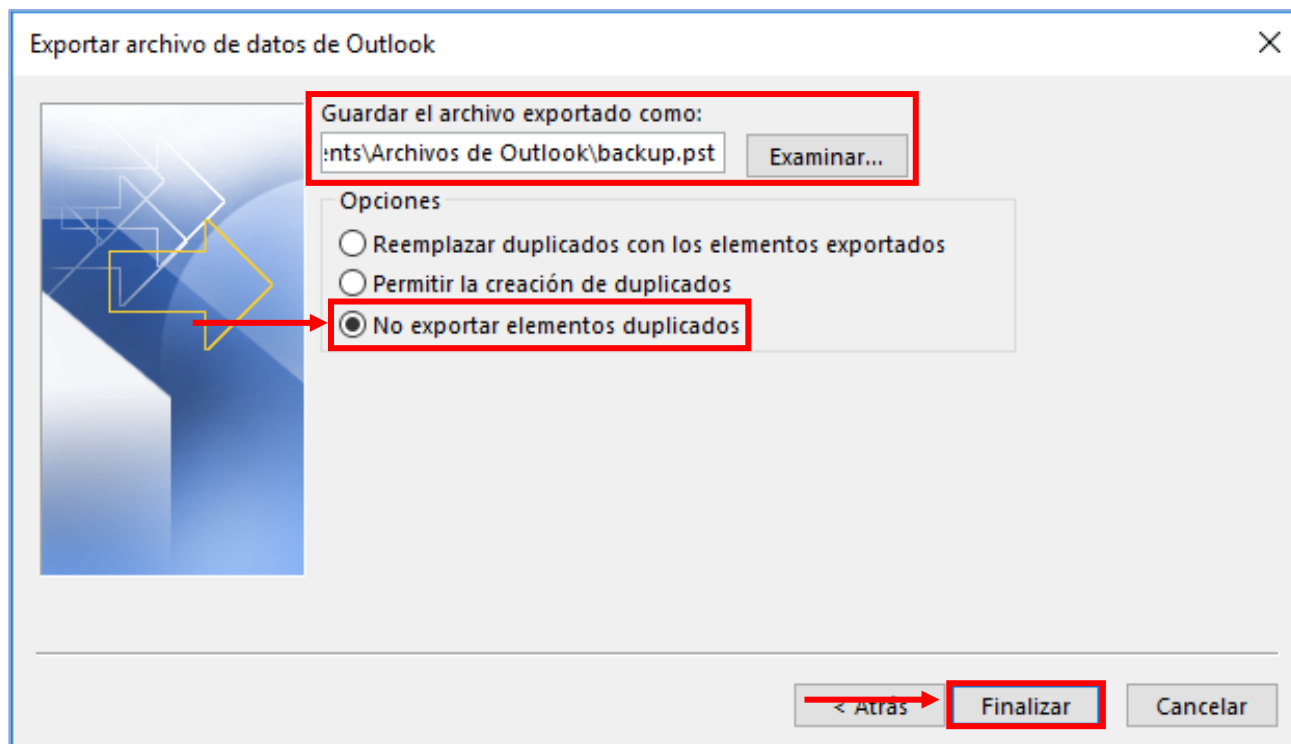 Exportar archivo de datos de Outlook
Guardar el archivo exportado como:
nts\Archivos de Outlook\backup.pst
Examinar...
Opciones
Reemplazar duplicados con los elementos exportados
Permitir la creación de duplicados
No exportar elementos duplicados
< Atrás
Finalizar
Cancelar